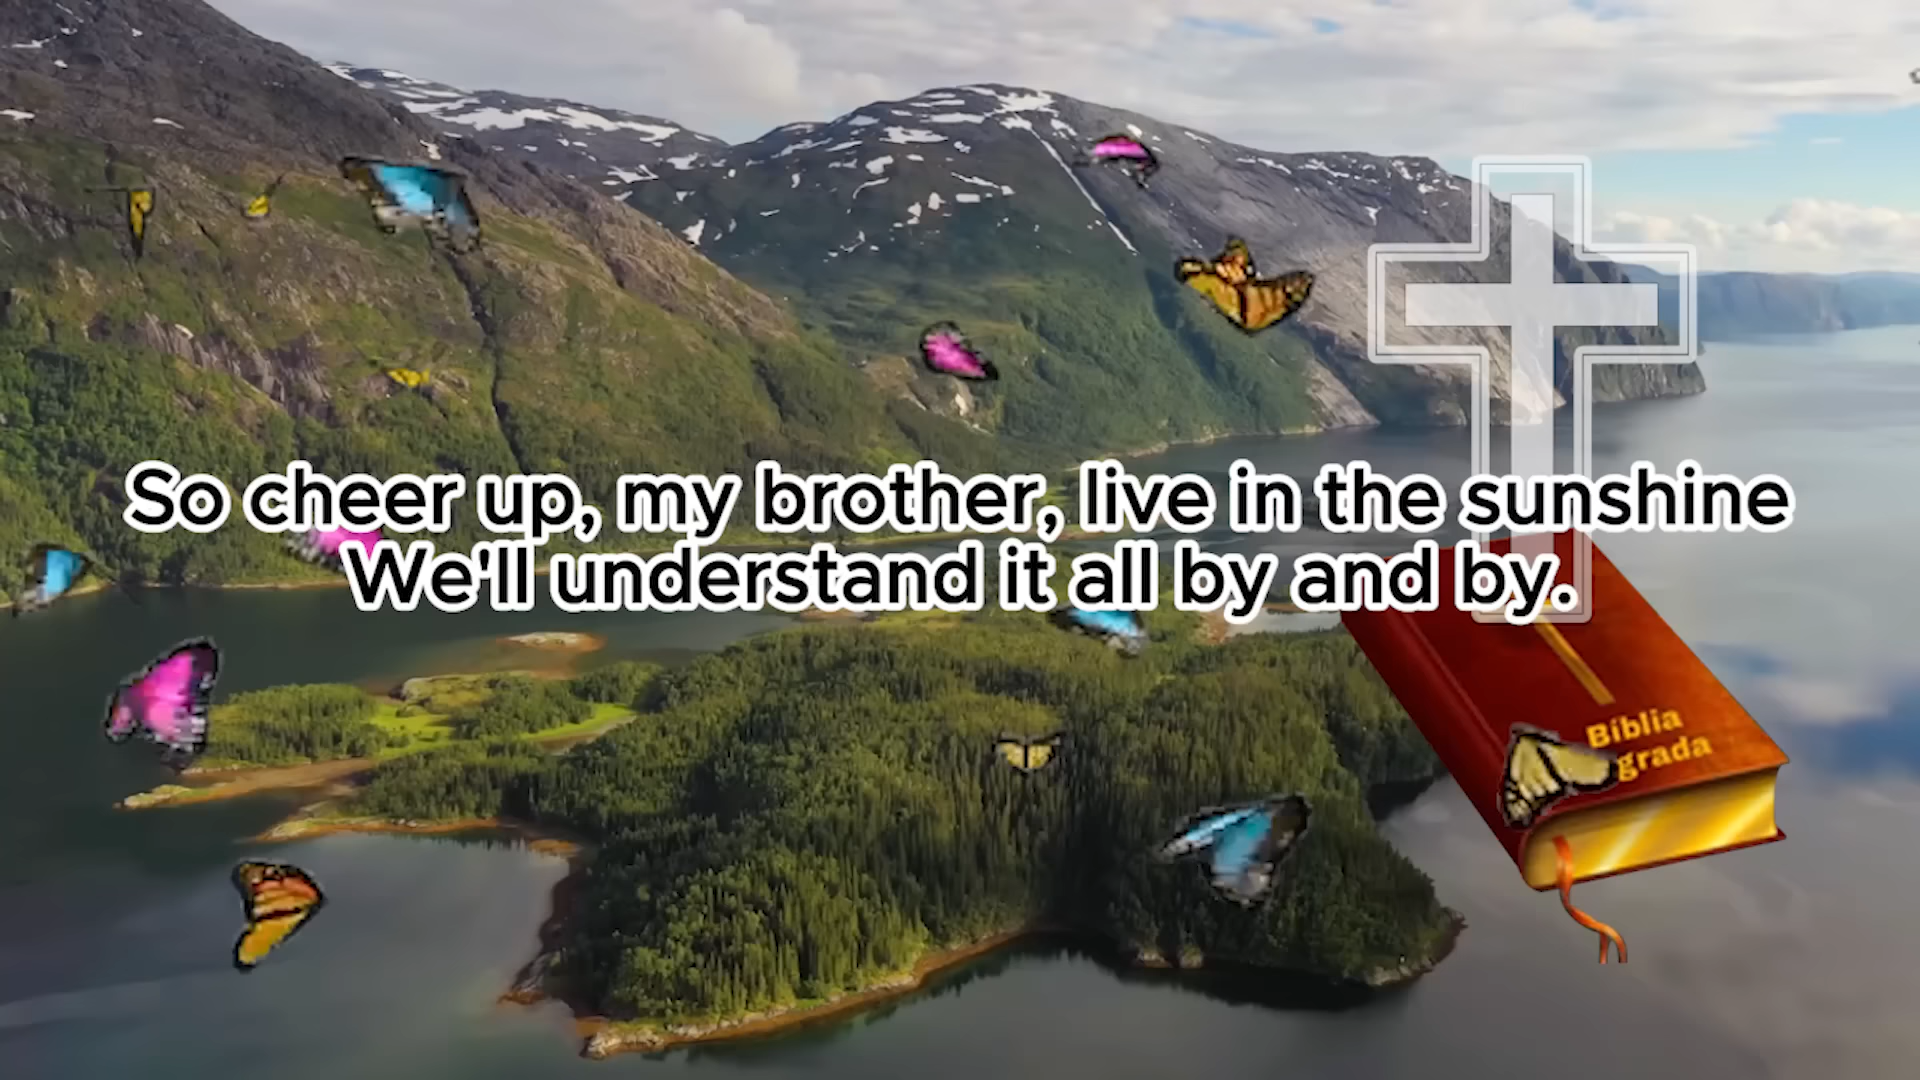 So cheer up, my brother, live in the sunshine
We'll understand it all by and by.
Bíblia
grada